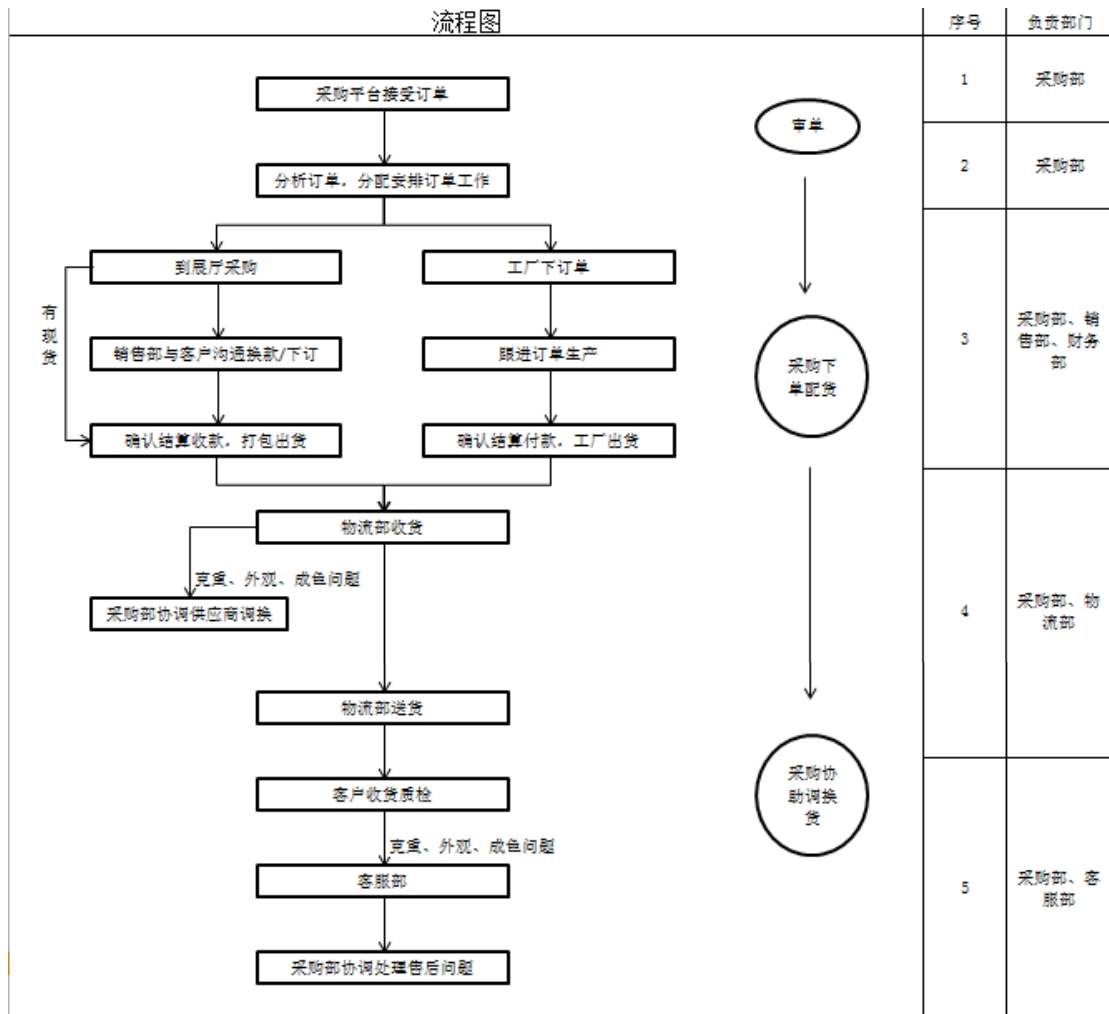 流程图
序号
负责部门
采购平台接受订单
1
采购部
审单
分析订单，分配安排订单工作
2
采购部
到展厅采购
工厂下订单
有
现
货
销售部与客户沟通换款/下订
跟进订单生产
采购下
单配货
3
采购部、销
售部、财务
部
确认结算收款，打包出货
确认结算付款，工厂出货
物流部收货
克重、外观、成色问题
采购部协调供应商调换
4
采购部、物
流部
物流部送货
客户收货质检
采购协
助调换
货
克重、外观、成色问题
客服部
5
采购部、客
服部
采购部协调处理售后问题